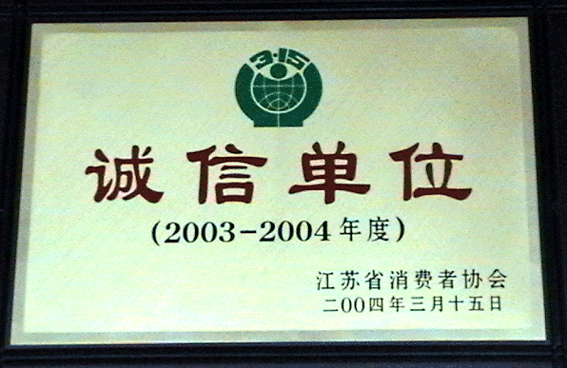 3·15
诚信单位
(2003-2004年度)
江苏省消费者协会
二00四年三月十五日